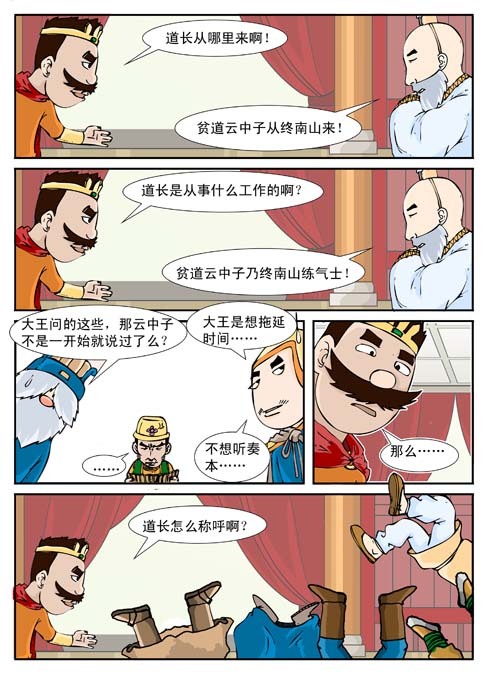 道长从哪里来啊！
贫道云中子从终南山来！
道长是从事什么工作的啊？
贫道云中子乃终南山练气士！
大王问的这些，那云中子
不是一开始就说过了么？
大王是想拖延
时间……
……
不想听奏
本……
那么……
道长怎么称呼啊？